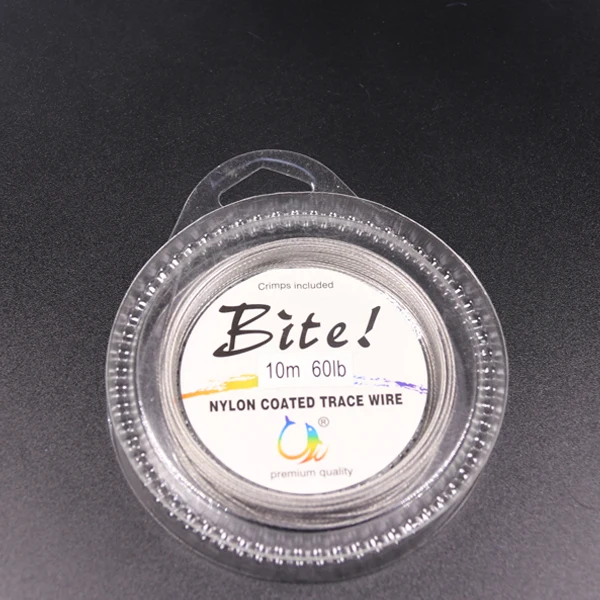 Crimps included
Bite!
10m 60lb
NYLON COATED TRACE WIRE
®
premium quality